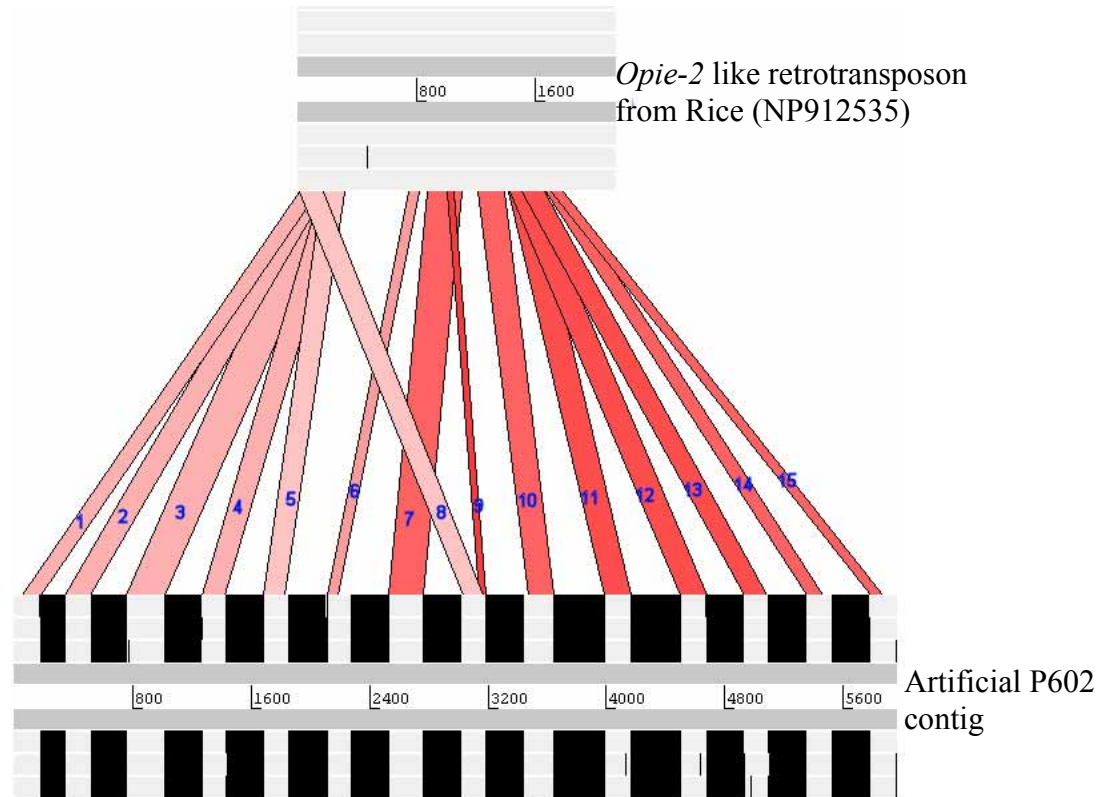 Opie-2 like retrotransposon
800 1600
from Rice (NP912535)
1 2 3 4 5 6 7 8 9 10 11 12 13 14 15
Artificial P602
800 1600 2400 3200 4000 4800 5600
contig